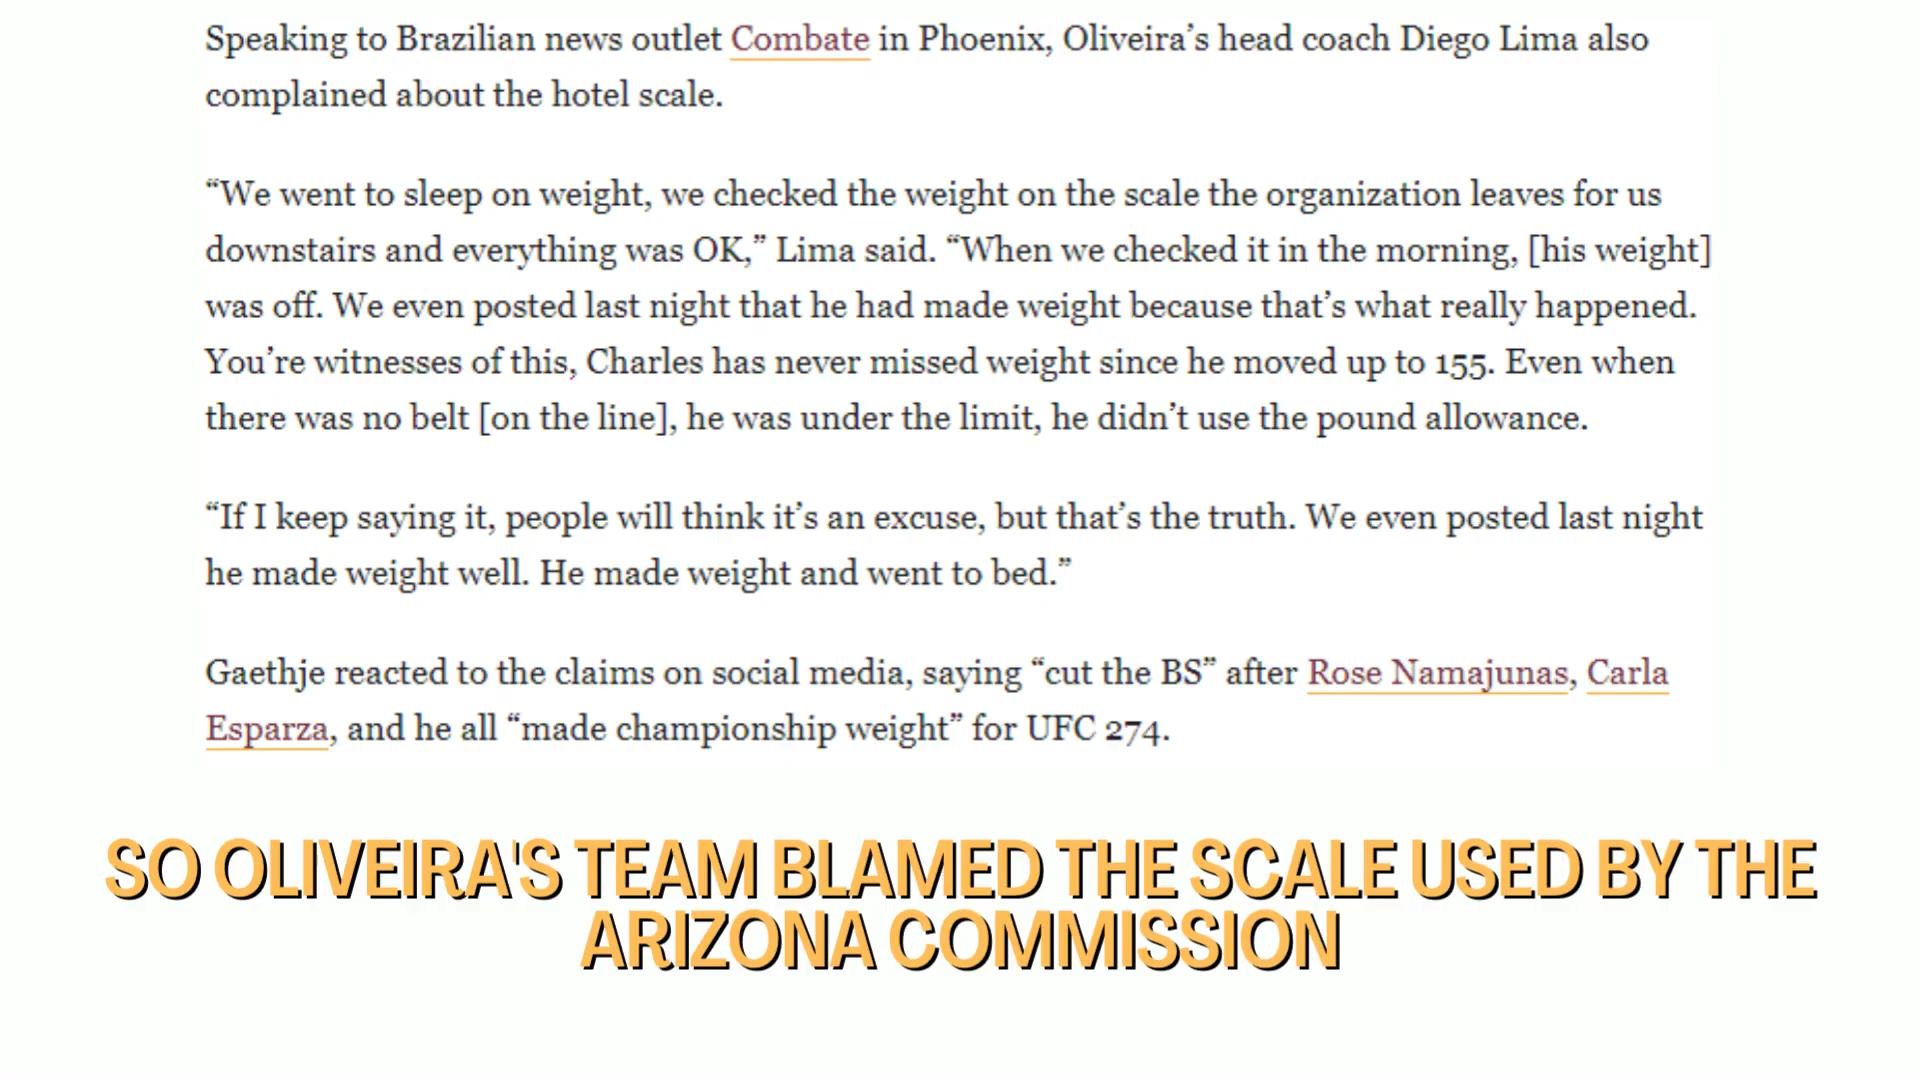 Speaking to Brazilian news outlet Combate in Phoenix, Oliveira’s head coach Diego Lima also
complained about the hotel scale.
“We went to sleep on weight, we checked the weight on the scale the organization leaves for us
downstairs and everything was OK,” Lima said. “When we checked it in the morning, [his weight]
was off. We even posted last night that he had made weight because that’s what really happened.
You’re witnesses of this, Charles has never missed weight since he moved up to 155. Even when
there was no belt [on the line], he was under the limit, he didn’t use the pound allowance.
“If I keep saying it, people will think it’s an excuse, but that’s the truth. We even posted last night
he made weight well. He made weight and went to bed.”
Gaethje reacted to the claims on social media, saying “cut the BS” after Rose Namajunas, Carla
Esparza, and he all “made championship weight” for UFC 274.
SO OLIVEIRA'S TEAM BLAMED THE SCALE USED BY THE
ARIZONA COMMISSION